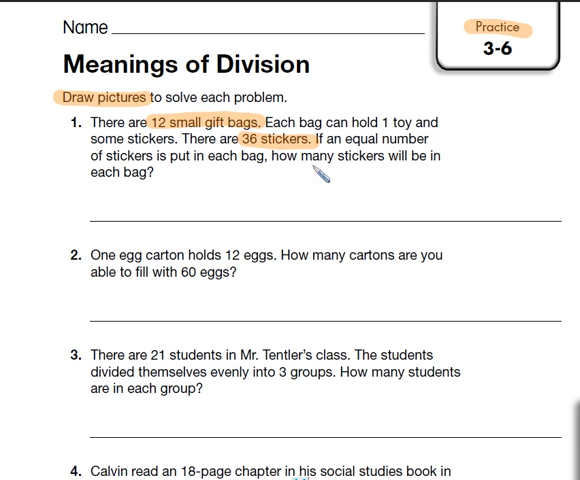 Name
Practice
3-6
Meanings of Division
Draw pictures to solve each problem.
1. There are 12 small gift bags. Each bag can hold 1 toy and
some stickers. There are 36 stickers. If an equal number
of stickers is put in each bag, how many stickers will be in
each bag?
2. One egg carton holds 12 eggs. How many cartons are you
able to fill with 60 eggs?
3. There are 21 students in Mr. Tentler’s class. The students
divided themselves evenly into 3 groups. How many students
are in each group?
4. Calvin read an 18-page chapter in his social studies book in